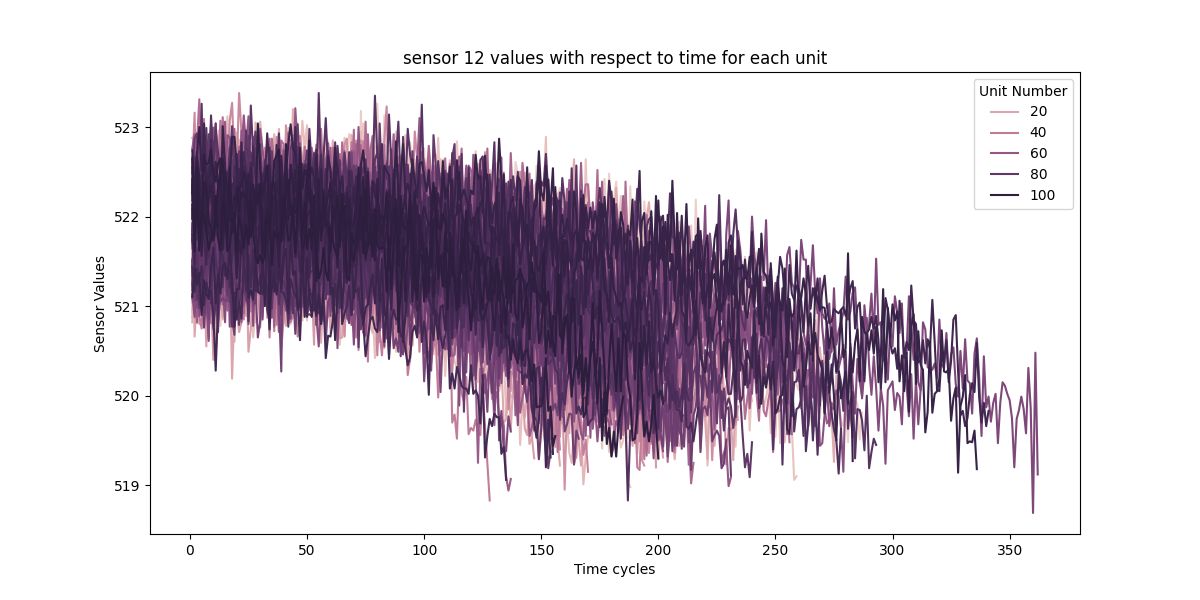 sensor 12 values with respect to time for each unit
Unit Number
20
40
60
80
100
Sensor Values
523
522
521
520
519
0 50 100 150 200 250 300 350
Time cycles